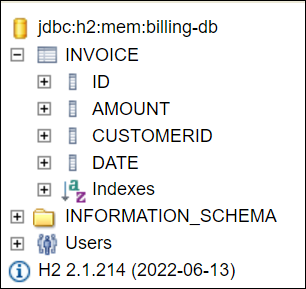 jdbc:h2:mem:billing-db
INVOICE
ID
AMOUNT
CUSTOMERID
DATE
Indexes
INFORMATION_SCHEMA
Users
H2 2.1.214 (2022-06-13)